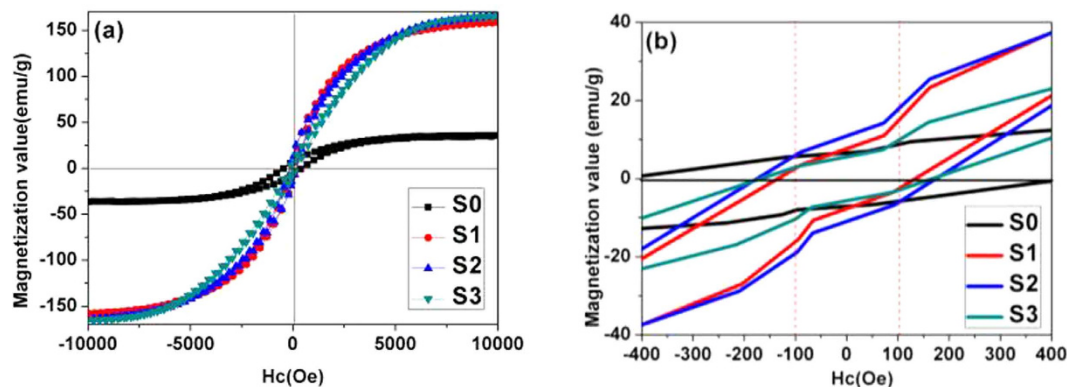 (a)
Magnetization value(emu/g)
150
100
50
0
-50
-100
-150
S0
S1
S2
S3
-10000 -5000 0 5000 10000
Hc(Oe)
(b)
Magnetization value (emu/g)
40
20
0
-20
-40
S0
S1
S2
S3
-400 -300 -200 -100 0 100 200 300 400
Hc(Oe)